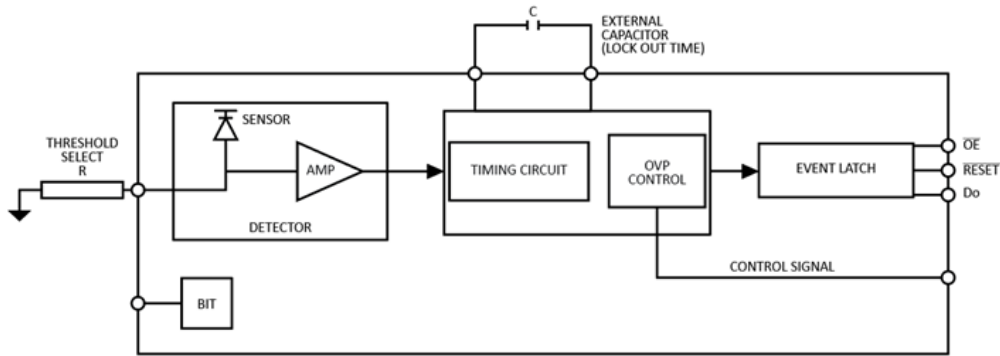 C
EXTERNAL
CAPACITOR
(LOCK OUT TIME)
SENSOR
THRESHOLD
SELECT
R
AMP
DETECTOR
TIMING CIRCUIT
OVP
CONTROL
EVENT LATCH
OE
RESET
Do
CONTROL SIGNAL
BIT